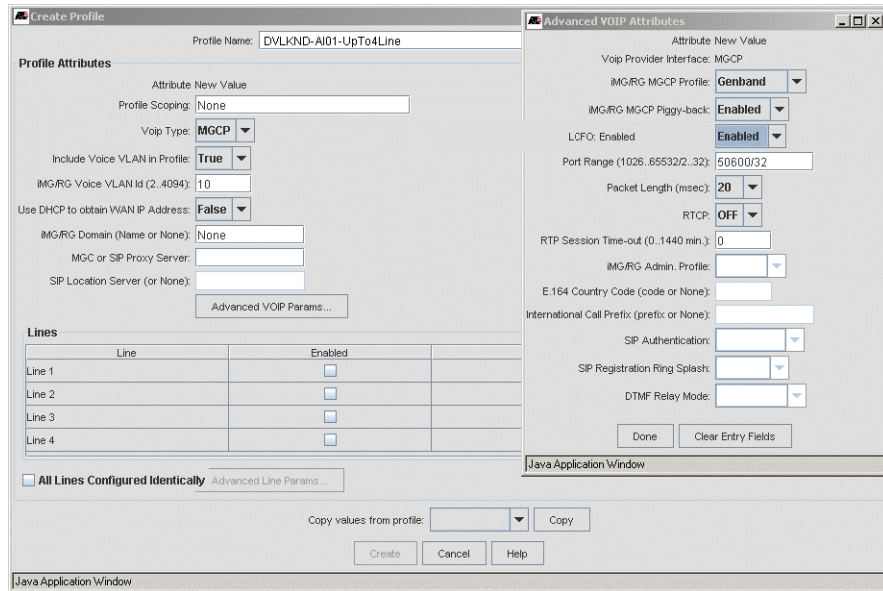 Create Profile
Profile Name: DVLKND-AI01-UpTo4Line
Profile Attributes
Attribute New Value
Profile Scoping: None
Voip Type: MGCP
Include Voice VLAN in Profile: True
iMG/RG Voice VLAN Id (2..4094): 10
Use DHCP to obtain WAN IP Address: False
iMG/RG Domain (Name or None): None
MGC or SIP Proxy Server:
SIP Location Server (or None):
Advanced VOIP Params...
Lines
Line Enabled
Line 1
Line 2
Line 3
Line 4
All Lines Configured Identically Advanced Line Params...
Copy values from profile: Copy
Create Cancel Help
Java Application Window
Advanced VOIP Attributes
Attribute New Value
Voip Provider Interface: MGCP
iMG/RG MGCP Profile: Genband
iMG/RG MGCP Piggy-back: Enabled
LCFO: Enabled Enabled
Port Range (1026..65532/2..32): 50600/32
Packet Length (msec): 20
RTCP: OFF
RTP Session Time-out (0..1440 min.): 0
iMG/RG Admin. Profile:
E.164 Country Code (code or None):
International Call Prefix (prefix or None):
SIP Authentication:
SIP Registration Ring Splash:
DTMF Relay Mode:
Done Clear Entry Fields
Java Application Window